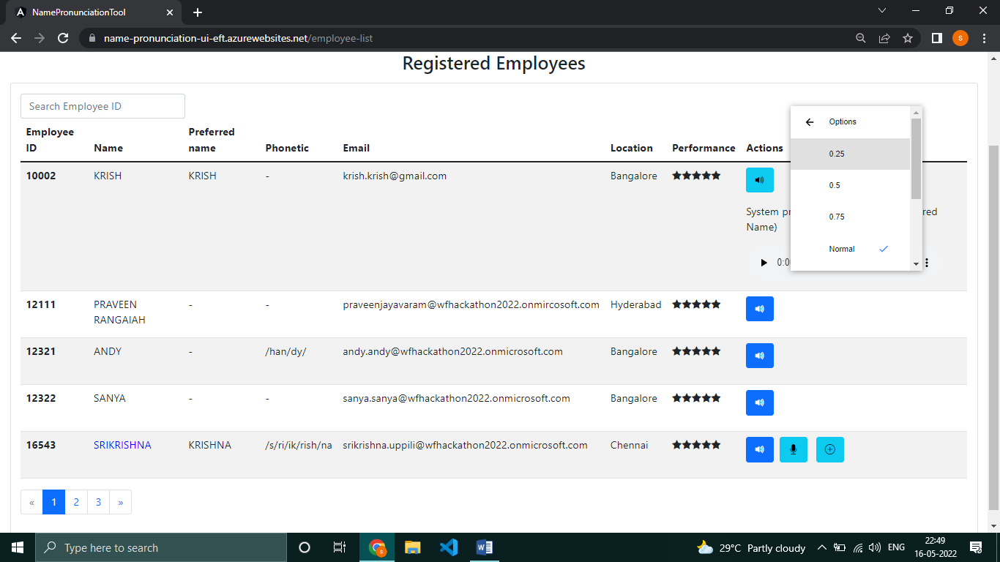 NamePronunciationTool
name-pronunciation-ui-eft.azurewebsites.net/employee-list
S
Registered Employees
Search Employee ID
Employee ID Name Preferred name Phonetic Email Location Performance Actions
10002 KRISH KRISH - krish.krish@gmail.com Bangalore
System pr
red
Name)
0:0
Options
0.25
0.5
0.75
Normal
12111 PRAVEEN RANGAIAH - - praveenjayavaram@wfhackathon2022.onmircosoft.com Hyderabad
12321 ANDY - /han/dy/ andy.andy@wfhackathon2022.onmicrosoft.com Bangalore
12322 SANYA - - sanya.sanya@wfhackathon2022.onmicrosoft.com Bangalore
16543 SRIKRISHNA KRISHNA /s/ri/ik/rish/na srikrishna.uppili@wfhackathon2022.onmicrosoft.com Chennai
« 1 2 3 »
Type here to search
S
29°C Partly cloudy
ENG
22:49
16-05-2022